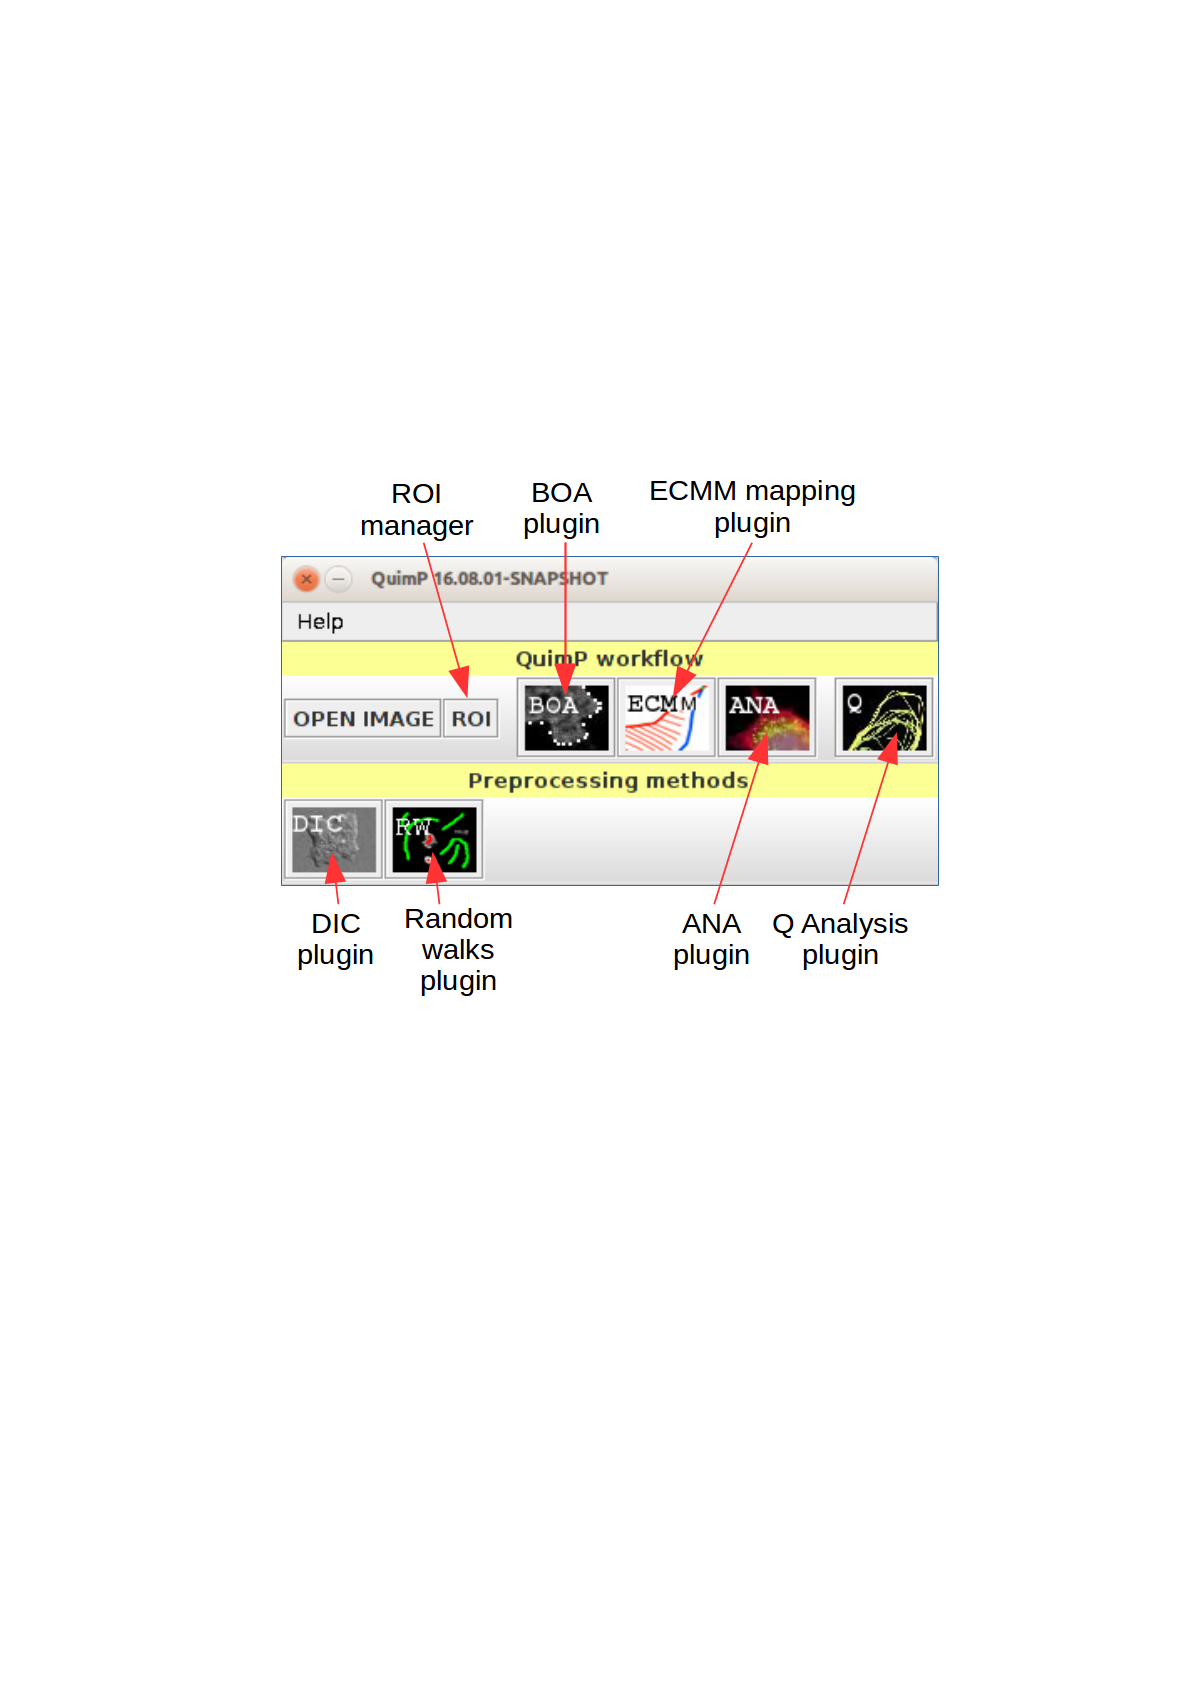 ROI
manager
BOA
plugin
ECMM mapping
plugin
QuimP 16.08.01-SNAPSHOT
Help
QuimP workflow
OPEN IMAGE
ROI
BOA
ECMM
ANA
Q
Preprocessing methods
DIC
RW
DIC
plugin
Random
walks
plugin
ANA
plugin
Q Analysis
plugin